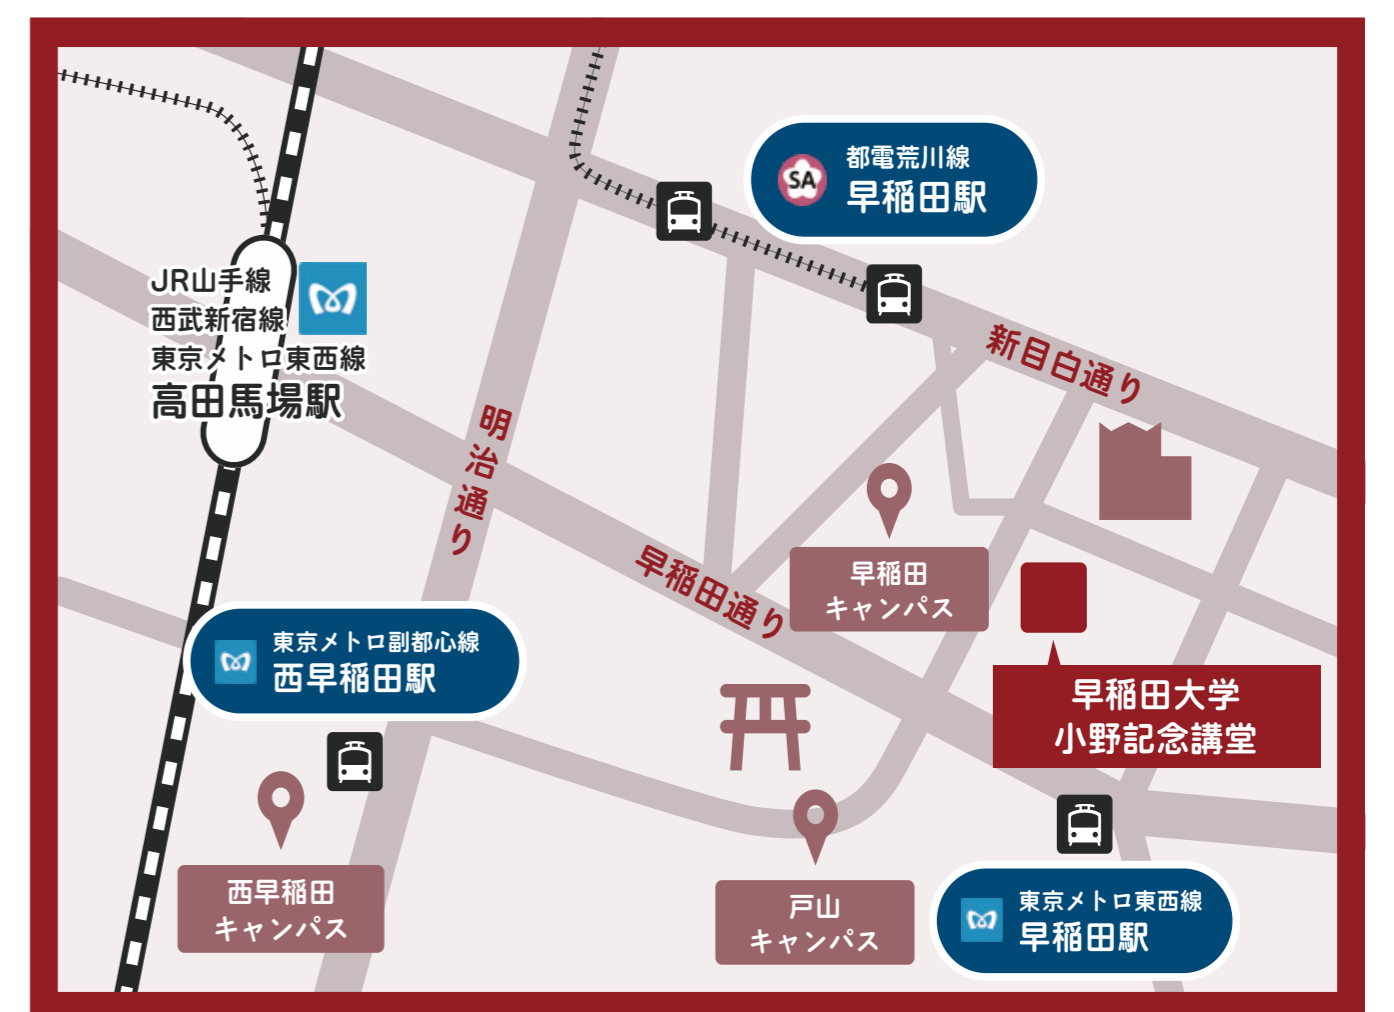 SA
都電荒川線
早稲田駅
JR山手線
西武新宿線
東京メトロ東西線
高田馬場駅
新目白通り
明治通り
早稲田通り
早稲田
キャンパス
東京メトロ副都心線
西早稲田駅
早稲田大学
小野記念講堂
西早稲田
キャンパス
戸山
キャンパス
東京メトロ東西線
早稲田駅